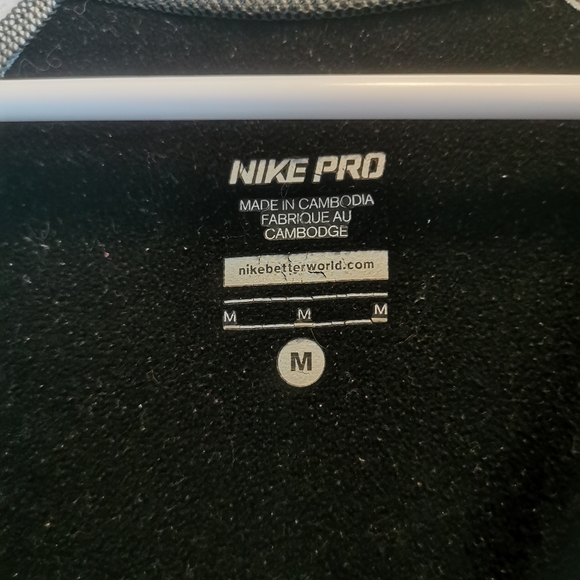 NIKE PRO
MADE IN CAMBODIA
FABRIQUE AU
CAMBODGE
nikebetterworld.com
M M M
M